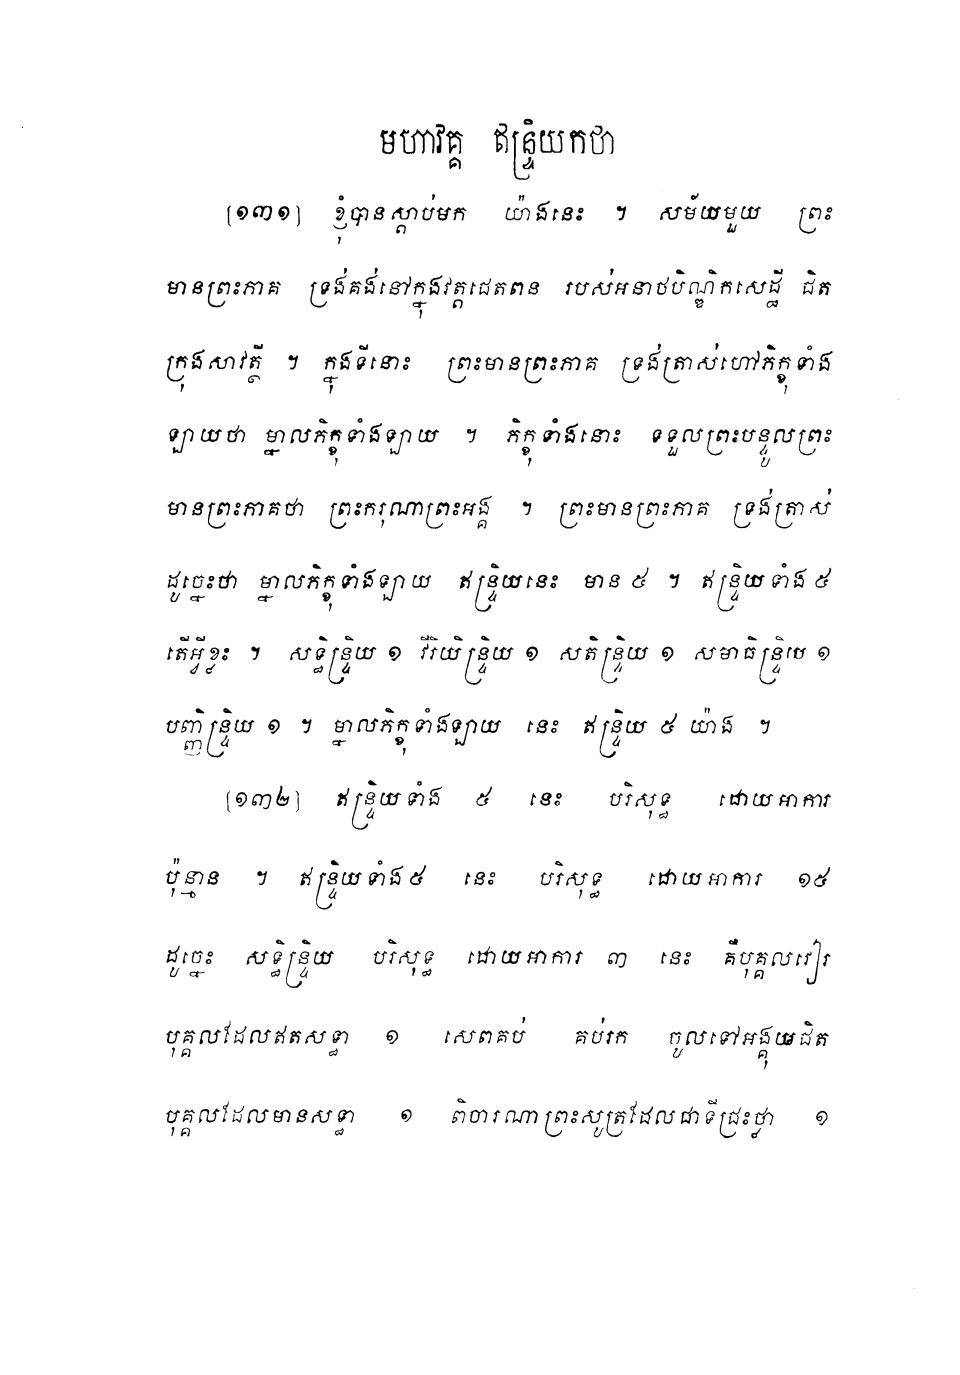 មហាវគ្គ ឥន្ទ្រិយកថា
[១៣១] ខ្ញុំបានស្តាប់មក យ៉ាងនេះ ។ សម័យមួយ ព្រះ
មានព្រះភាគ ទ្រង់គង់នៅក្នុងវត្តជេតពន របស់អនាថបិណ្ឌិកសេដ្ឋី ជិត
ក្រុងសាវត្ថី ។ ក្នុងទីនោះ ព្រះមានព្រះភាគ ទ្រង់ត្រាស់ហៅភិក្ខុទាំង
ឡាយថា ម្នាលភិក្ខុទាំងឡាយ ។ ភិក្ខុទាំងនោះ ទទួលព្រះបន្ទូលព្រះ
មានព្រះភាគថា ព្រះករុណាព្រះអង្គ ។ ព្រះមានព្រះភាគ ទ្រង់ត្រាស់
ដូច្នេះថា ម្នាលភិក្ខុទាំងឡាយ ឥន្ទ្រិយនេះ មាន ៥ ។ ឥន្ទ្រិយទាំង ៥
តើអ្វីខ្លះ ។ សទ្ធិន្ទ្រិយ ១ វីរិយិន្ទ្រិយ ១ សតិន្ទ្រិយ ១ សមាធិន្ទ្រិយ ១
បញ្ញិន្ទ្រិយ ១ ។ ម្នាលភិក្ខុទាំងឡាយ នេះ ឥន្ទ្រិយ ៥ យ៉ាង ។
[១៣២] ឥន្ទ្រិយទាំង ៥ នេះ បរិសុទ្ធ ដោយអាការ
ប៉ុន្មាន ។ ឥន្ទ្រិយទាំង៥ នេះ បរិសុទ្ធ ដោយអាការ ១៥
ដូច្នេះ សទ្ធិន្ទ្រិយ បរិសុទ្ធ ដោយអាការ ៣ នេះ គឺបុគ្គលវៀរ
បុគ្គលដែលឥតសទ្ធា ១ សេពគប់ គប់រក ចូលទៅអង្គុយជិត
បុគ្គលដែលមានសទ្ធា ១ ពិចារណាព្រះសូត្រដែលជាទីជ្រះថ្លា ១